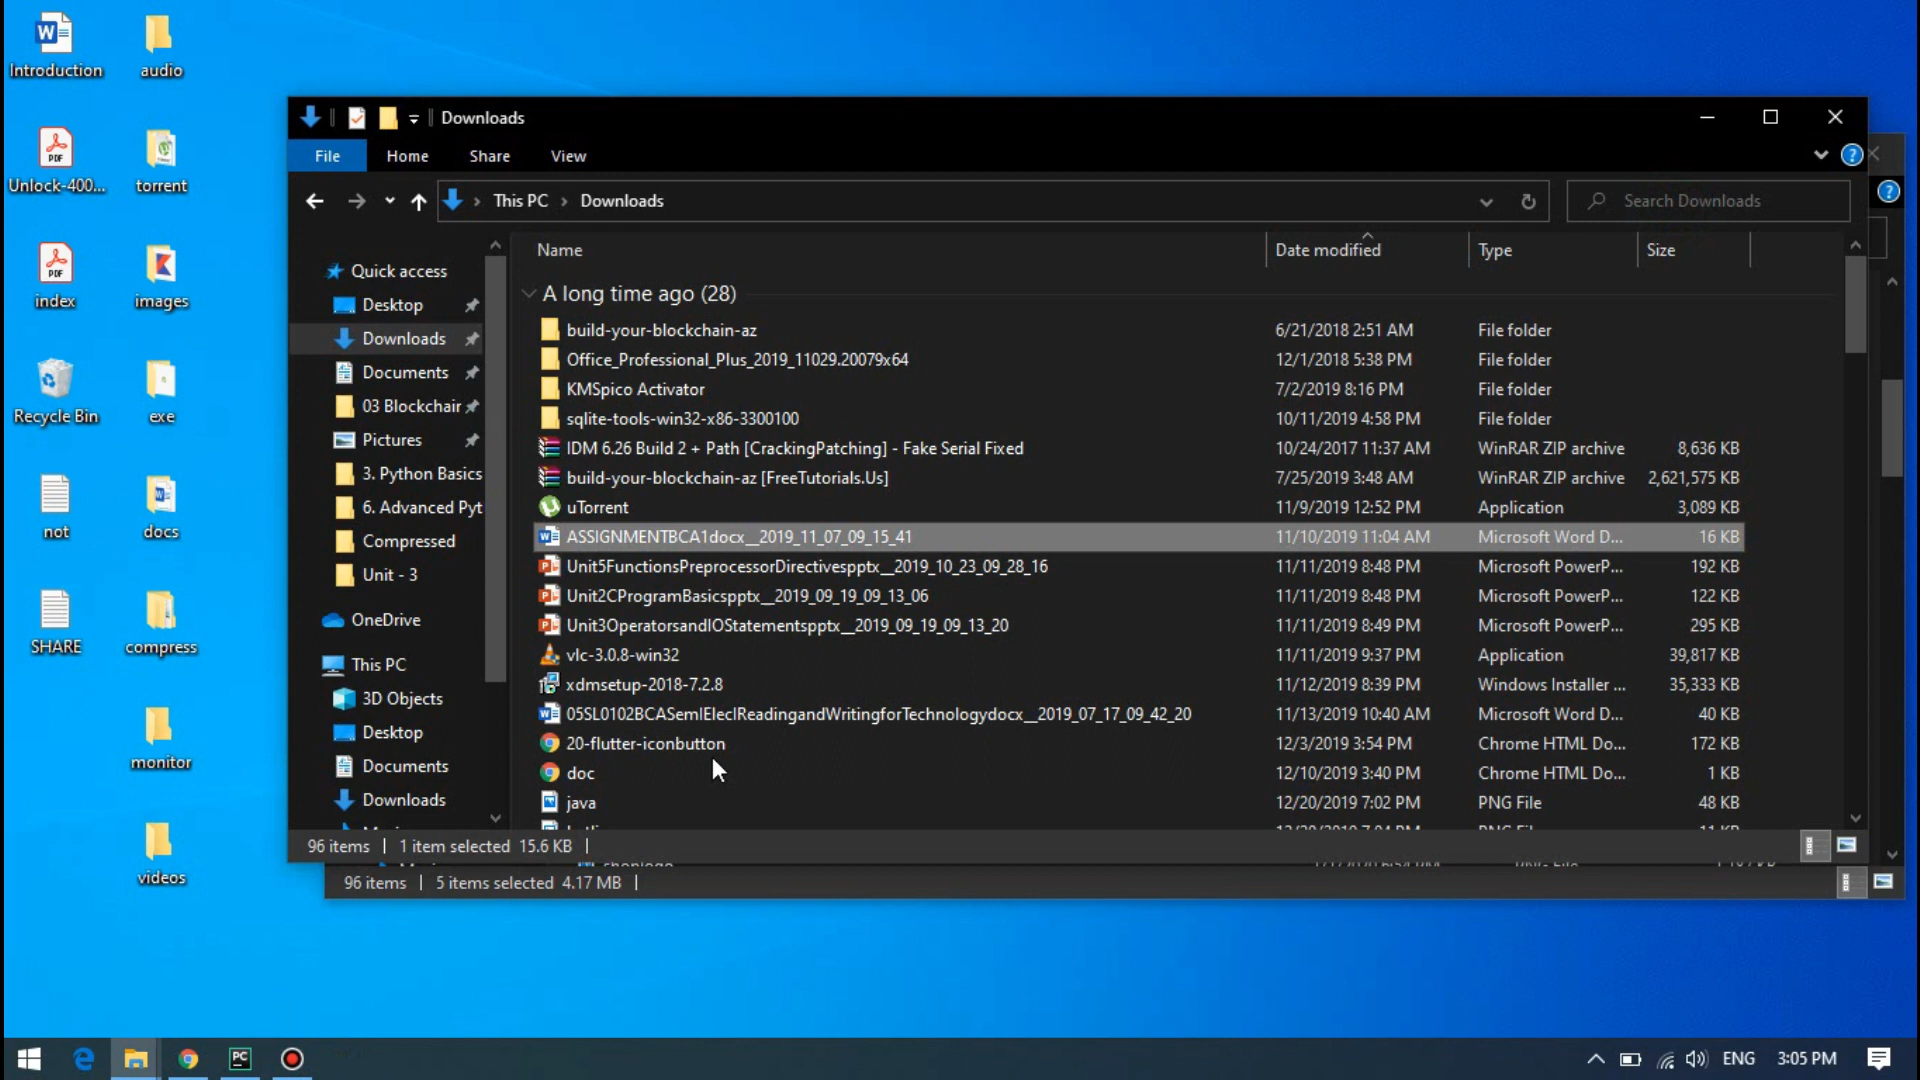 Introduction
audio
Unlock-400...
torrent
index
images
Recycle Bin
exe
not
docs
SHARE
compress
monitor
videos
Downloads
File
Home
Share
View
This PC
Downloads
Search Downloads
Quick access
Desktop
Downloads
Documents
03 Blockchair
Pictures
3. Python Basics
6. Advanced Pyt
Compressed
Unit - 3
OneDrive
This PC
3D Objects
Desktop
Documents
Downloads
Name Date modified Type Size
A long time ago (28)
build-your-blockchain-az 6/21/2018 2:51 AM File folder
Office_Professional_Plus_2019_11029.20079x64 12/1/2018 5:38 PM File folder
KMSpico Activator 7/2/2019 8:16 PM File folder
sqlite-tools-win32-x86-3300100 10/11/2019 4:58 PM File folder
IDM 6.26 Build 2 + Path [CrackingPatching] - Fake Serial Fixed 10/24/2017 11:37 AM WinRAR ZIP archive 8,636 KB
build-your-blockchain-az [FreeTutorials.Us] 7/25/2019 3:48 AM WinRAR ZIP archive 2,621,575 KB
uTorrent 11/9/2019 12:52 PM Application 3,089 KB
ASSIGNMENTBCA1docx__2019_11_07_09_15_41 11/10/2019 11:04 AM Microsoft Word D... 16 KB
Unit5FunctionsPreprocessorDirectivespptx__2019_10_23_09_28_16 11/11/2019 8:48 PM Microsoft PowerP... 192 KB
Unit2CProgramBasicspptx__2019_09_19_09_13_06 11/11/2019 8:48 PM Microsoft PowerP... 122 KB
Unit3OperatorsandIOStatementspptx__2019_09_19_09_13_20 11/11/2019 8:49 PM Microsoft PowerP... 295 KB
vlc-3.0.8-win32 11/11/2019 9:37 PM Application 39,817 KB
xdmsetup-2018-7.2.8 11/12/2019 8:39 PM Windows Installer ... 35,333 KB
05SL0102BCASemIElecIReadingandWritingforTechnologydocx__2019_07_17_09_42_20 11/13/2019 10:40 AM Microsoft Word D... 40 KB
20-flutter-iconbutton 12/3/2019 3:54 PM Chrome HTML Do... 172 KB
doc 12/10/2019 3:40 PM Chrome HTML Do... 1 KB
java 12/20/2019 7:02 PM PNG File 48 KB
96 items 1 item selected 15.6 KB
96 items 5 items selected 4.17 MB
ENG 3:05 PM